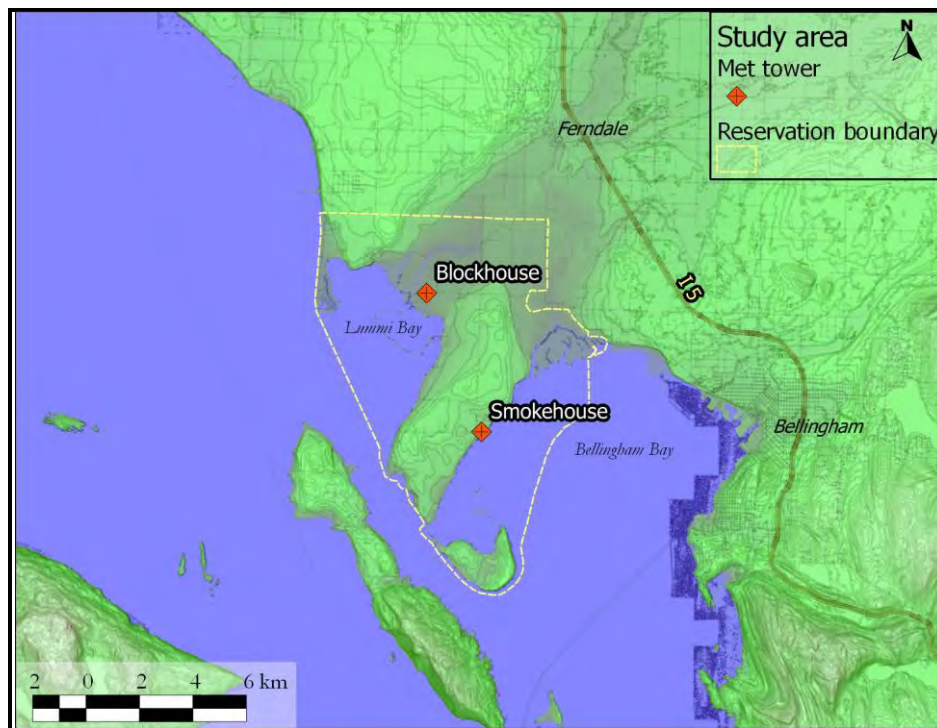 Study area
N
Met tower
Reservation boundary
Ferndale
Blockhouse
I5
Lummi Bay
Smokehouse
Bellingham
Bellingham Bay
2 0 2 4 6 km